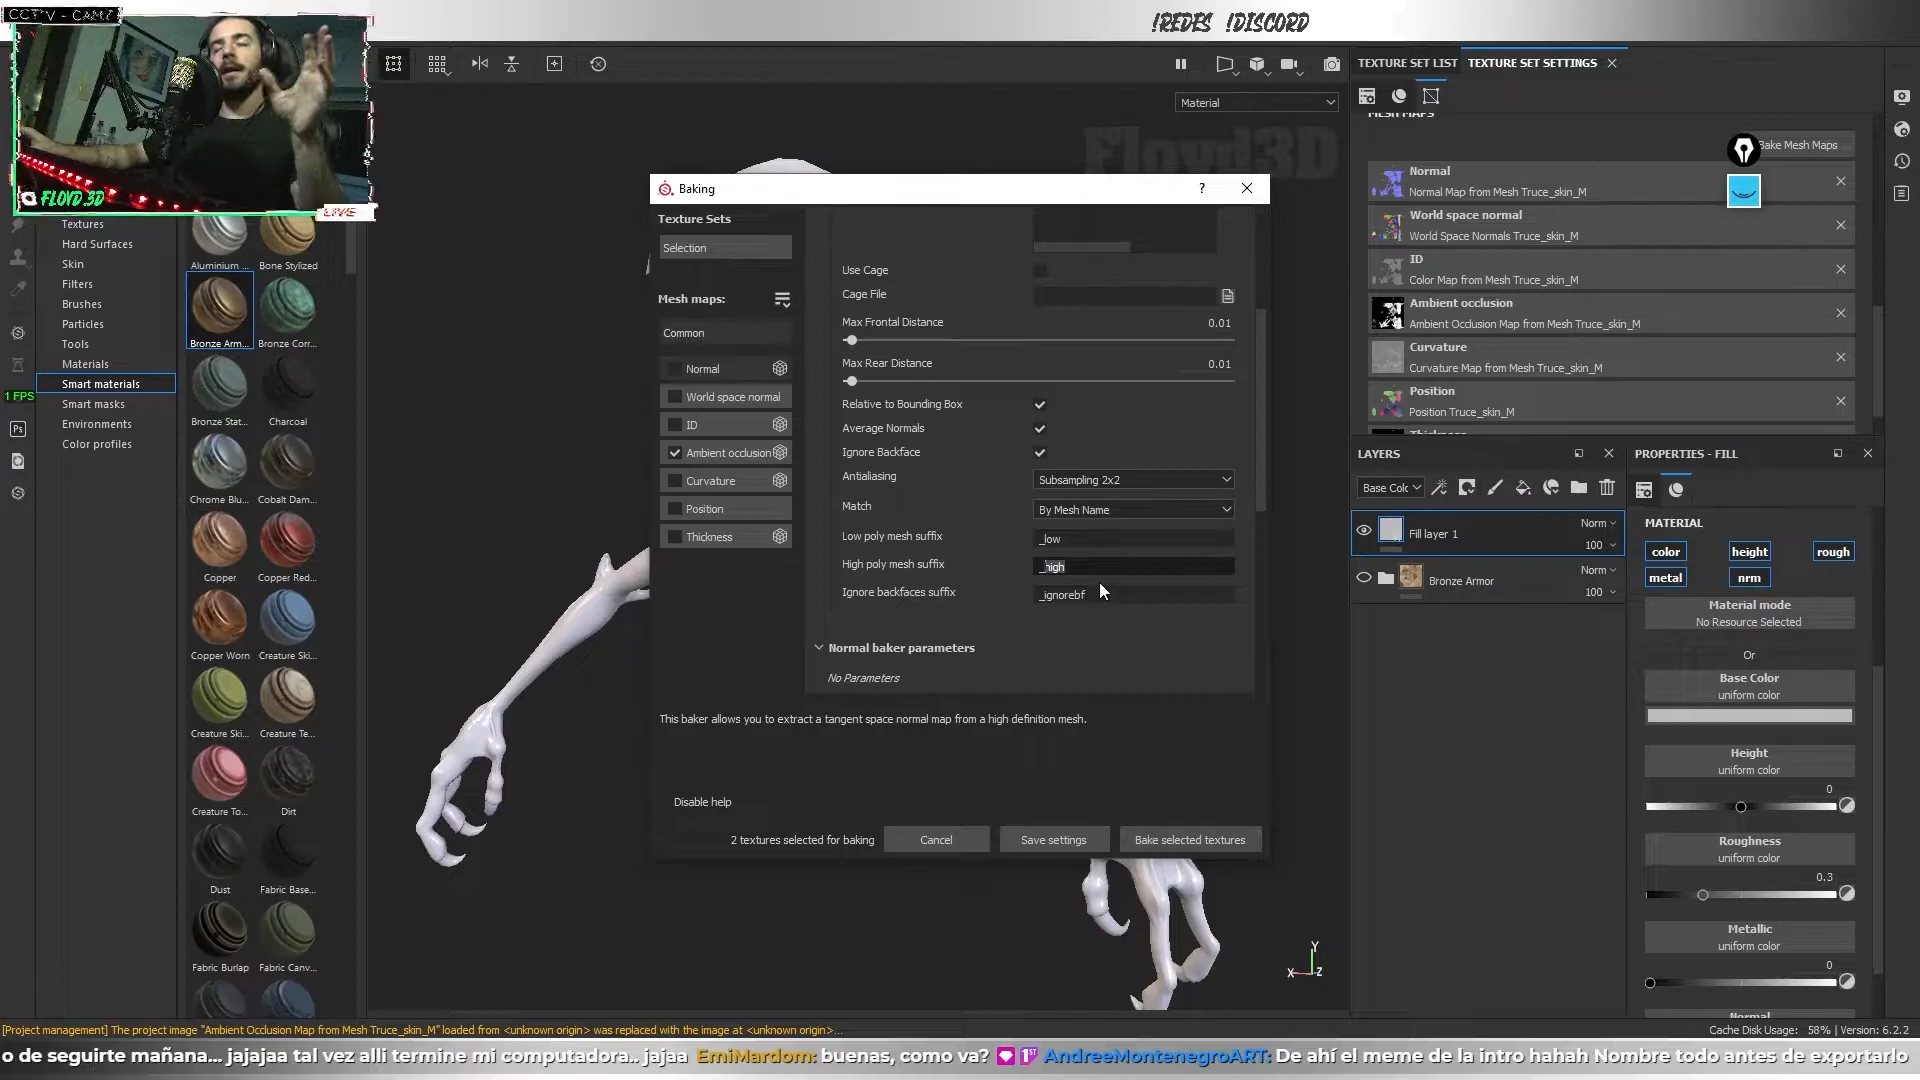 CCTV - CAM7
!REDES !DISCORD
FLOYD.3D
LIVE
Material
Floyd3D
TEXTURE SET LIST
TEXTURE SET SETTINGS
MESH MAPS
Bake Mesh Maps
Normal
Normal Map from Mesh Truce_skin_M
World space normal
World Space Normals Truce_skin_M
ID
Color Map from Mesh Truce_skin_M
Ambient occlusion
Ambient Occlusion Map from Mesh Truce_skin_M
Curvature
Curvature Map from Mesh Truce_skin_M
Position
Position Truce_skin_M
Thickness
Textures
Hard Surfaces
Skin
Filters
Brushes
Particles
Tools
Materials
Smart materials
Smart masks
Environments
Color profiles
1 FPS
Ps
Aluminium ...
Bone Stylized
Bronze Arm...
Bronze Corr...
Bronze Stat...
Charcoal
Chrome Blu...
Cobalt Dam...
Copper
Copper Red...
Copper Worn
Creature Ski...
Creature Ski...
Creature Te...
Creature To...
Dirt
Dust
Fabric Base...
Fabric Burlap
Fabric Canv...
Baking
?
Texture Sets
Selection
Mesh maps:
Common
Normal
World space normal
ID
Ambient occlusion
Curvature
Position
Thickness
Use Cage
Cage File
Max Frontal Distance
0.01
Max Rear Distance
0.01
Relative to Bounding Box
Average Normals
Ignore Backface
Antialiasing
Subsampling 2x2
Match
By Mesh Name
Low poly mesh suffix
_low
High poly mesh suffix
_high
Ignore backfaces suffix
_ignorebf
Normal baker parameters
No Parameters
This baker allows you to extract a tangent space normal map from a high definition mesh.
Disable help
2 textures selected for baking
Cancel
Save settings
Bake selected textures
Y
X
Z
LAYERS
Base Colo
Fill layer 1
Norm
100
Bronze Armor
Norm
100
PROPERTIES - FILL
MATERIAL
color
height
rough
metal
nrm
Material mode
No Resource Selected
Or
Base Color
uniform color
Height
uniform color
0
Roughness
uniform color
0.3
Metallic
uniform color
0
Normal
[Project management] The project image "Ambient Occlusion Map from Mesh Truce_skin_M" loaded from <unknown origin> was replaced with the image at <unknown origin>...
Cache Disk Usage: 58% | Version: 6.2.2
o de seguirte mañana... jajajaa tal vez alli termine mi computadora.. jajaa EmiMardom: buenas, como va? 1ST AndreeMontenegroART: De ahí el meme de la intro hahah Nombre todo antes de exportarlo